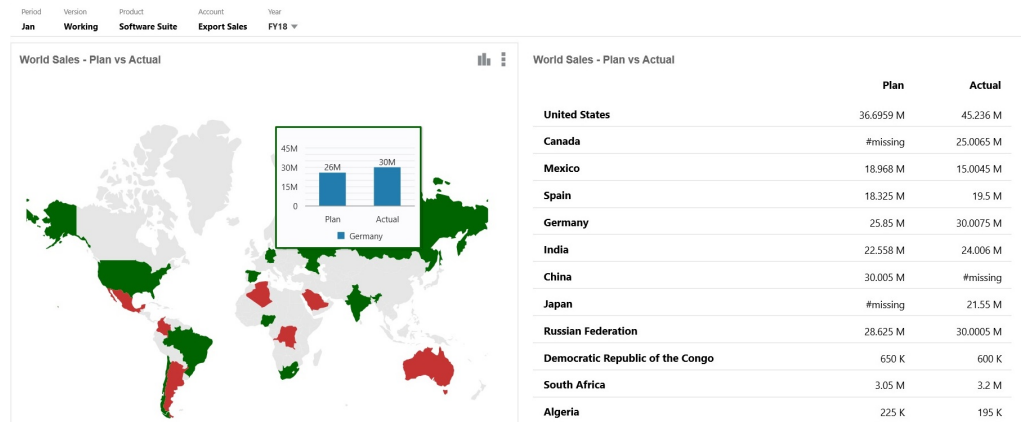 Period Version Product Account Year
Jan Working Software Suite Export Sales FY18
World Sales - Plan vs Actual
45M
30M
15M
0
26M
30M
Plan Actual
Germany
World Sales - Plan vs Actual
Plan Actual
United States 36.6959 M 45.236 M
Canada #missing 25.0065 M
Mexico 18.968 M 15.0045 M
Spain 18.325 M 19.5 M
Germany 25.85 M 30.0075 M
India 22.558 M 24.006 M
China 30.005 M #missing
Japan #missing 21.55 M
Russian Federation 28.625 M 30.0005 M
Democratic Republic of the Congo 650 K 600 K
South Africa 3.05 M 3.2 M
Algeria 225 K 195 K